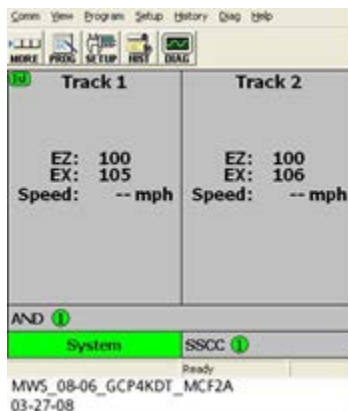 Comm View Program Setup History Diag Help
MORE PROG SETUP HIST DIAG
Track 1 Track 2
EZ: 100 EZ: 100
EX: 105 EX: 106
Speed: -- mph Speed: -- mph
AND 1
System SSCC 1
Ready
MWS_08-06_GCP4KDT_MCF2A
03-27-08